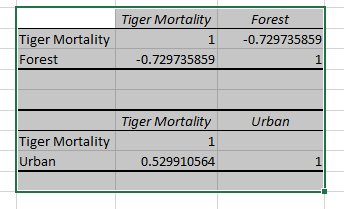 Tiger Mortality Forest
Tiger Mortality 1 -0.729735859
Forest -0.729735859 1
Tiger Mortality Urban
Tiger Mortality 1
Urban 0.529910564 1